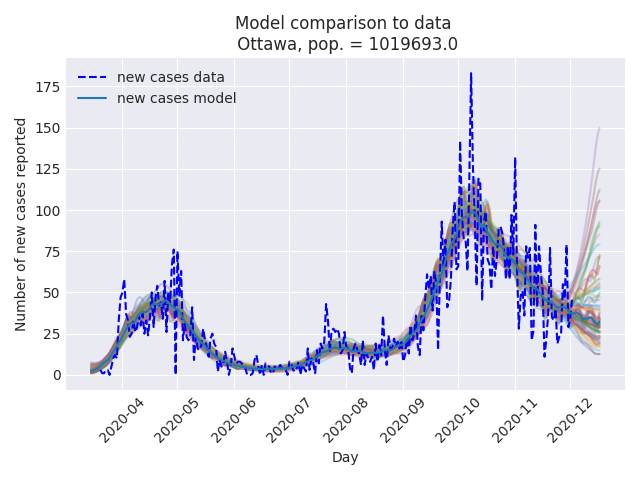 Model comparison to data
Ottawa, pop. = 1019693.0
new cases data
new cases model
Number of new cases reported
175
150
125
100
75
50
25
0
2020-04
2020-05
2020-06
2020-07
2020-08
2020-09
2020-10
2020-11
2020-12
Day